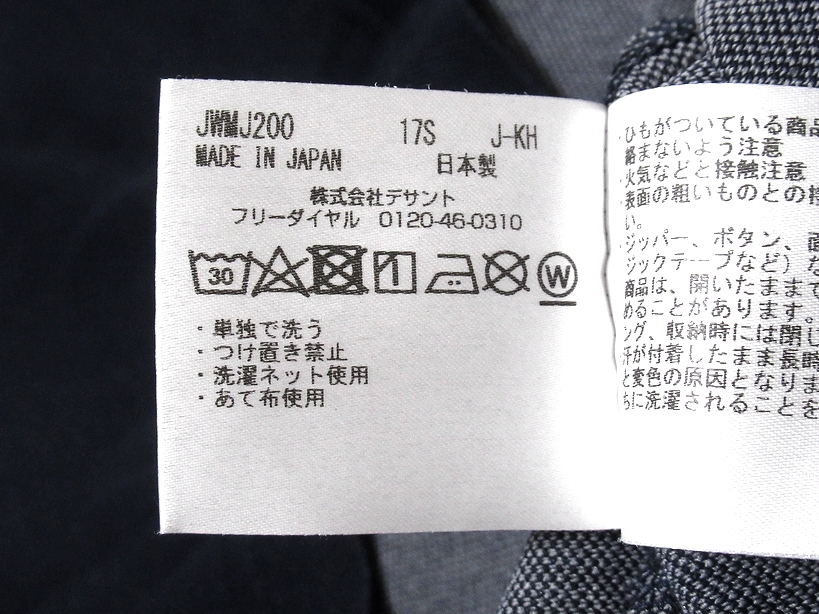 JWMJ200 17S J-KH
MADE IN JAPAN 日本製
株式会社デサント
フリーダイヤル 0120-46-0310
30 W
・単独で洗う
・つけ置き禁止
・洗濯ネット使用
・あて布使用
・ひもがついている商品
絡まないよう注意
・火気などと接触注意
・表面の粗いものとの
い。
・ジッパー、ボタン、面
ジックテープなど）な
商品は、開いたままで
めることがあります。
ング、収納時には閉じ
汗が付着したまま長時
と変色の原因となりま
ちに洗濯されることを